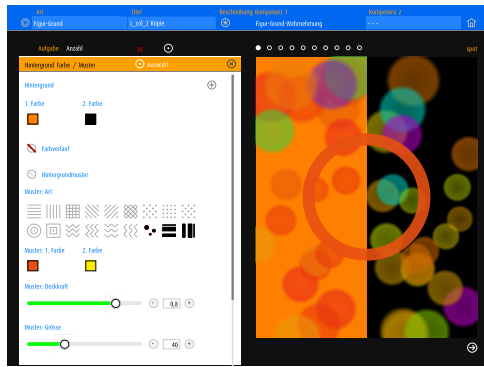 Art Titel Beschreibung Kompetenz 1 Kompetenz 2
Figur-Grund L_col_2 Kopie Figur-Grund-Wahrnehmung ---
Aufgabe Anzahl 10
spot
Hintergrund Farbe / Muster Auswahl
Hintergrund
1. Farbe 2. Farbe
Farbverlauf
Hintergrundmuster
Muster: Art
Muster: 1. Farbe 2. Farbe
Muster: Deckkraft
0,8
Muster: Grösse
40